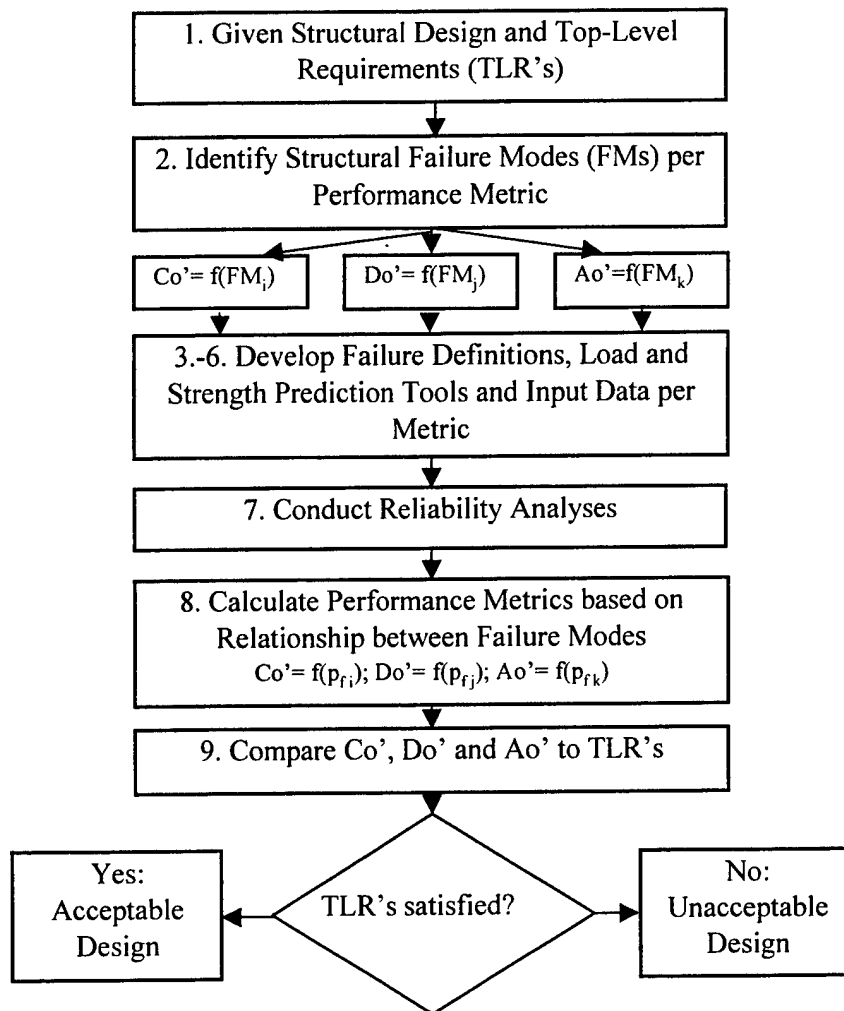 1. Given Structural Design and Top-Level
Requirements (TLR's)
2. Identify Structural Failure Modes (FMs) per
Performance Metric
Co'= f(FMi)
Do'= f(FMj)
Ao'=f(FMk)
3.-6. Develop Failure Definitions, Load and
Strength Prediction Tools and Input Data per
Metric
7. Conduct Reliability Analyses
8. Calculate Performance Metrics based on
Relationship between Failure Modes
Co'= f(pfi); Do'= f(pfj); Ao'= f(pfk)
9. Compare Co', Do' and Ao' to TLR's
TLR's satisfied?
Yes:
Acceptable
Design
No:
Unacceptable
Design